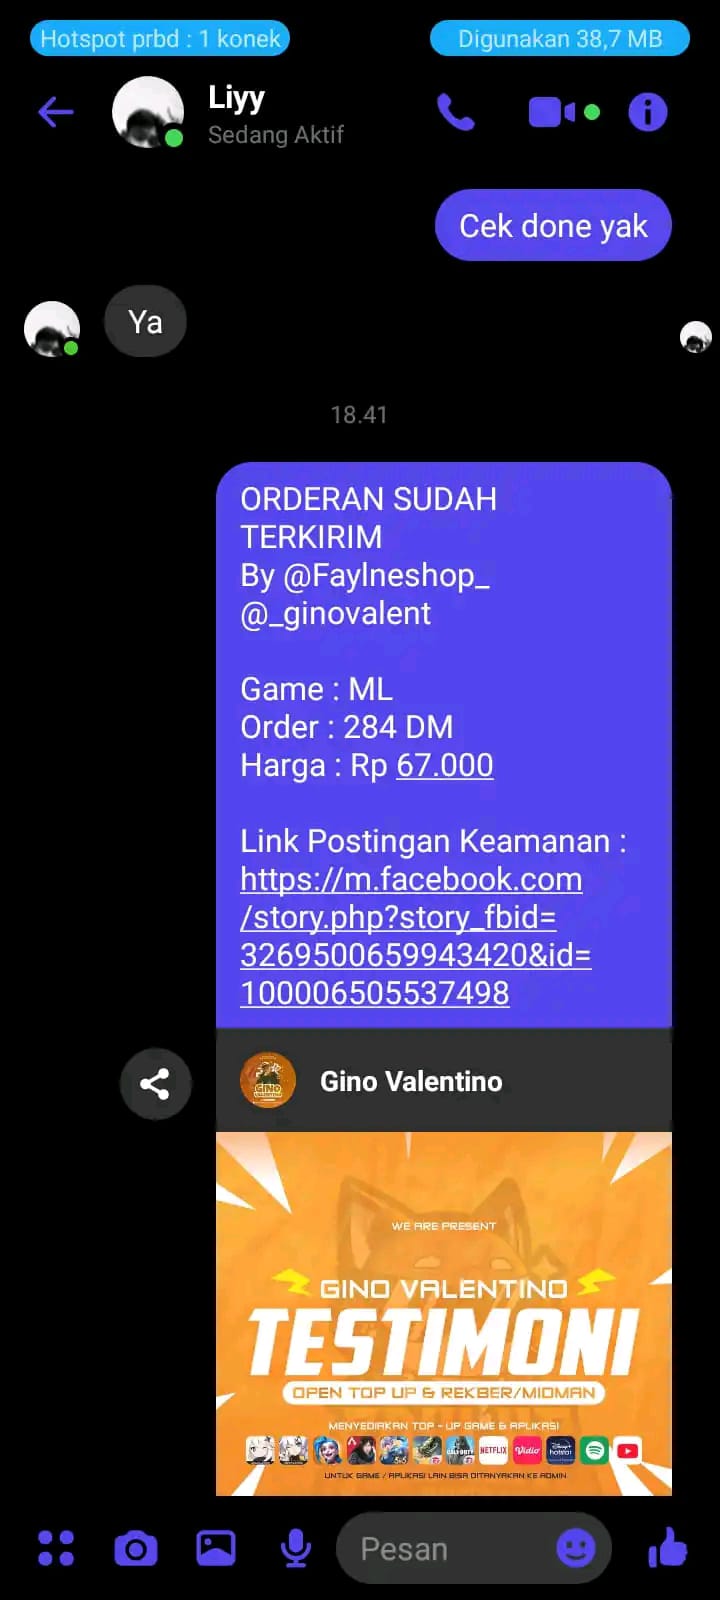 Hotspot prbd : 1 konek
Digunakan 38,7 MB
Liyy
Sedang Aktif
Cek done yak
Ya
18.41
ORDERAN SUDAH
TERKIRIM
By @Faylneshop_
@_ginovalent
Game : ML
Order : 284 DM
Harga : Rp 67.000
Link Postingan Keamanan :
https://m.facebook.com
/story.php?story_fbid=
3269500659943420&id=
100006505537498
Gino Valentino
WE ARE PRESENT
GINO VALENTINO
TESTIMONI
OPEN TOP UP & REKBER/MIDMAN
MENYEDIAKAN TOP - UP GAME & APLIKASI
NETFLIX
Vidio
Disney+
hotstar
UNTUK GAME / APLIKASI LAIN BISA DITANYAKAN KE ADMIN
Pesan